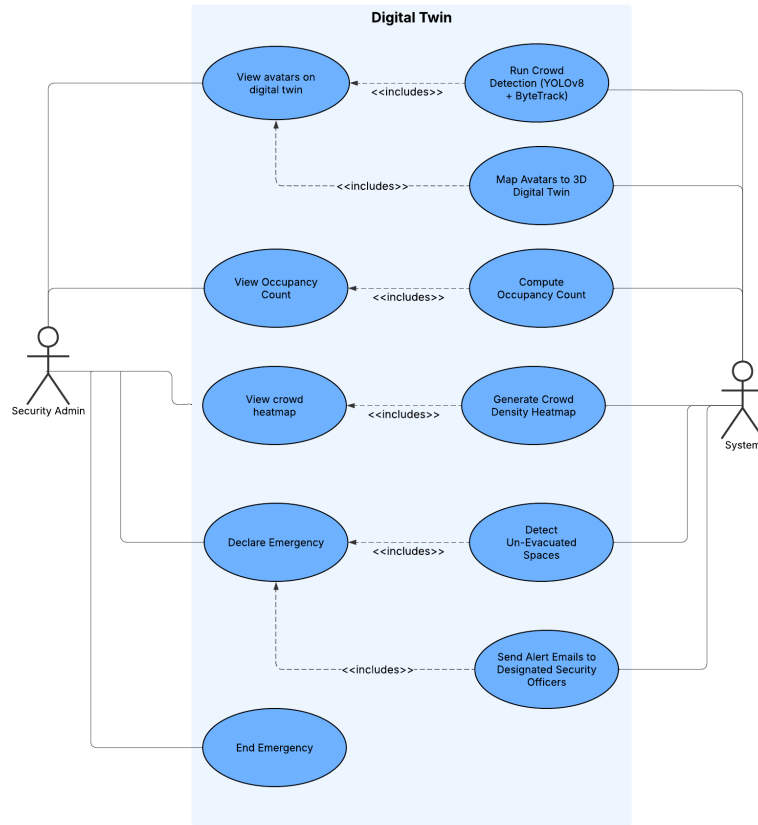 Digital Twin
View avatars on
digital twin
<<includes>>
Run Crowd
Detection (YOLOv8
+ ByteTrack)
<<includes>>
Map Avatars to 3D
Digital Twin
View Occupancy
Count
<<includes>>
Compute
Occupancy Count
Security Admin
View crowd
heatmap
<<includes>>
Generate Crowd
Density Heatmap
System
Declare Emergency
<<includes>>
Detect
Un-Evacuated
Spaces
<<includes>>
Send Alert Emails to
Designated Security
Officers
End Emergency